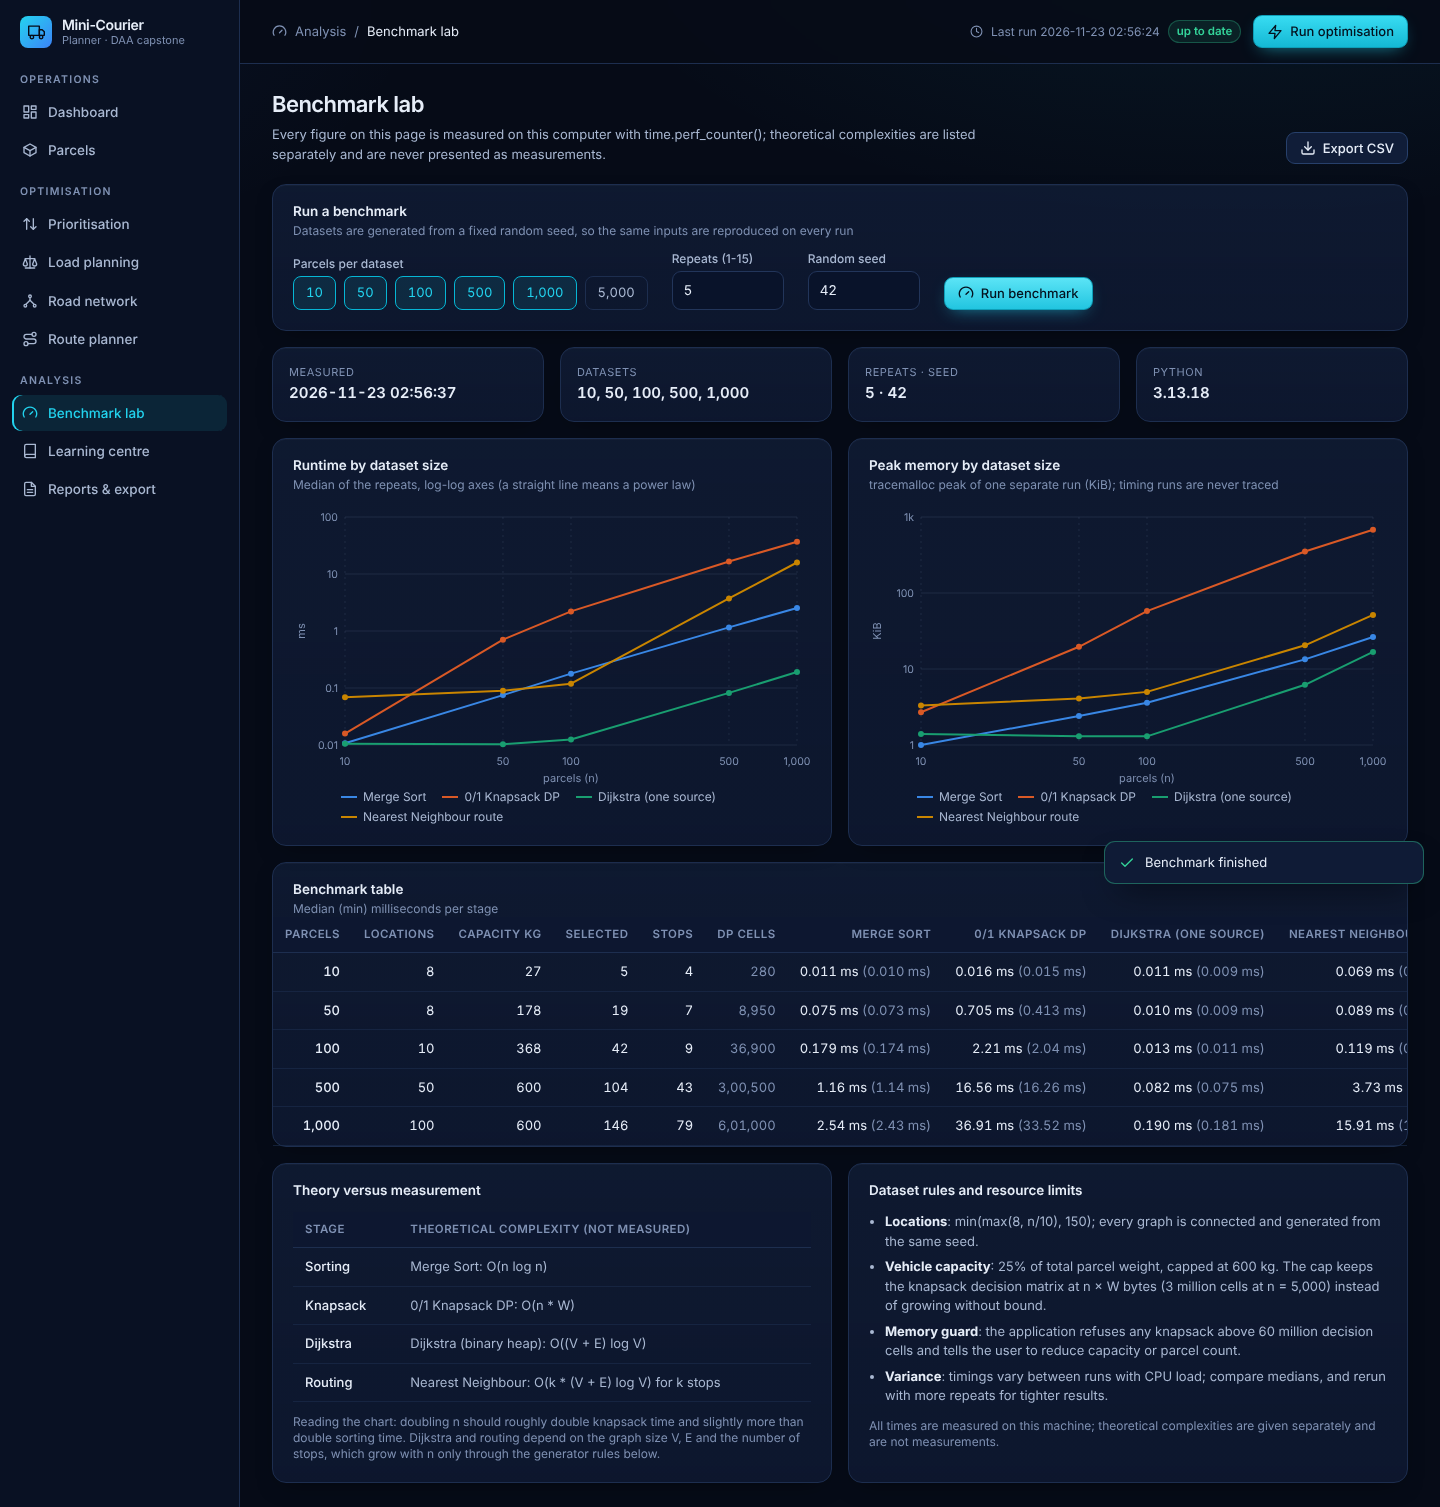 Mini-Courier
Planner · DAA capstone
OPERATIONS
Dashboard
Parcels
OPTIMISATION
Prioritisation
Load planning
Road network
Route planner
ANALYSIS
Benchmark lab
Learning centre
Reports & export
Analysis / Benchmark lab
Last run 2026-11-23 02:56:24
up to date
Run optimisation
Benchmark lab
Every figure on this page is measured on this computer with time.perf_counter(); theoretical complexities are listed
separately and are never presented as measurements.
Export CSV
Run a benchmark
Datasets are generated from a fixed random seed, so the same inputs are reproduced on every run
Parcels per dataset
10 50 100 500 1,000 5,000
Repeats (1-15)
5
Random seed
42
Run benchmark
MEASURED
2026-11-23 02:56:37
DATASETS
10, 50, 100, 500, 1,000
REPEATS · SEED
5 · 42
PYTHON
3.13.18
Runtime by dataset size
Median of the repeats, log-log axes (a straight line means a power law)
100
10
1
0.1
0.01
ms
10 50 100 500 1,000
parcels (n)
Merge Sort 0/1 Knapsack DP Dijkstra (one source)
Nearest Neighbour route
Peak memory by dataset size
tracemalloc peak of one separate run (KiB); timing runs are never traced
1k
100
10
1
KiB
10 50 100 500 1,000
parcels (n)
Merge Sort 0/1 Knapsack DP Dijkstra (one source)
Nearest Neighbour route
Benchmark finished
Benchmark table
Median (min) milliseconds per stage
PARCELS LOCATIONS CAPACITY KG SELECTED STOPS DP CELLS MERGE SORT 0/1 KNAPSACK DP DIJKSTRA (ONE SOURCE) NEAREST
10 8 27 5 4 280 0.011 ms (0.010 ms) 0.016 ms (0.015 ms) 0.011 ms (0.009 ms) 0.069 ms
50 8 178 19 7 8,950 0.075 ms (0.073 ms) 0.705 ms (0.413 ms) 0.010 ms (0.009 ms) 0.089 ms
100 10 368 42 9 36,900 0.179 ms (0.174 ms) 2.21 ms (2.04 ms) 0.013 ms (0.011 ms) 0.119 ms
500 50 600 104 43 3,00,500 1.16 ms (1.14 ms) 16.56 ms (16.26 ms) 0.082 ms (0.075 ms) 3.73 ms
1,000 100 600 146 79 6,01,000 2.54 ms (2.43 ms) 36.91 ms (33.52 ms) 0.190 ms (0.181 ms) 15.91 ms
Theory versus measurement
STAGE THEORETICAL COMPLEXITY (NOT MEASURED)
Sorting Merge Sort: O(n log n)
Knapsack 0/1 Knapsack DP: O(n * W)
Dijkstra Dijkstra (binary heap): O((V + E) log V)
Routing Nearest Neighbour: O(k * (V + E) log V) for k stops
Reading the chart: doubling n should roughly double knapsack time and slightly more than
double sorting time. Dijkstra and routing depend on the graph size V, E and the number of
stops, which grow with n only through the generator rules below.
Dataset rules and resource limits
• Locations: min(max(8, n/10), 150); every graph is connected and generated from
the same seed.
• Vehicle capacity: 25% of total parcel weight, capped at 600 kg. The cap keeps
the knapsack decision matrix at n × W bytes (3 million cells at n = 5,000) instead
of growing without bound.
• Memory guard: the application refuses any knapsack above 60 million decision
cells and tells the user to reduce capacity or parcel count.
• Variance: timings vary between runs with CPU load; compare medians, and rerun
with more repeats for tighter results.
All times are measured on this machine; theoretical complexities are given separately and
are not measurements.